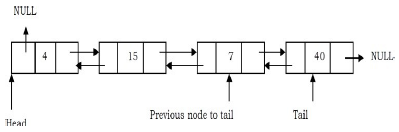 NULL
4 15 7 40 NULL
Previous node to tail Tail
Head